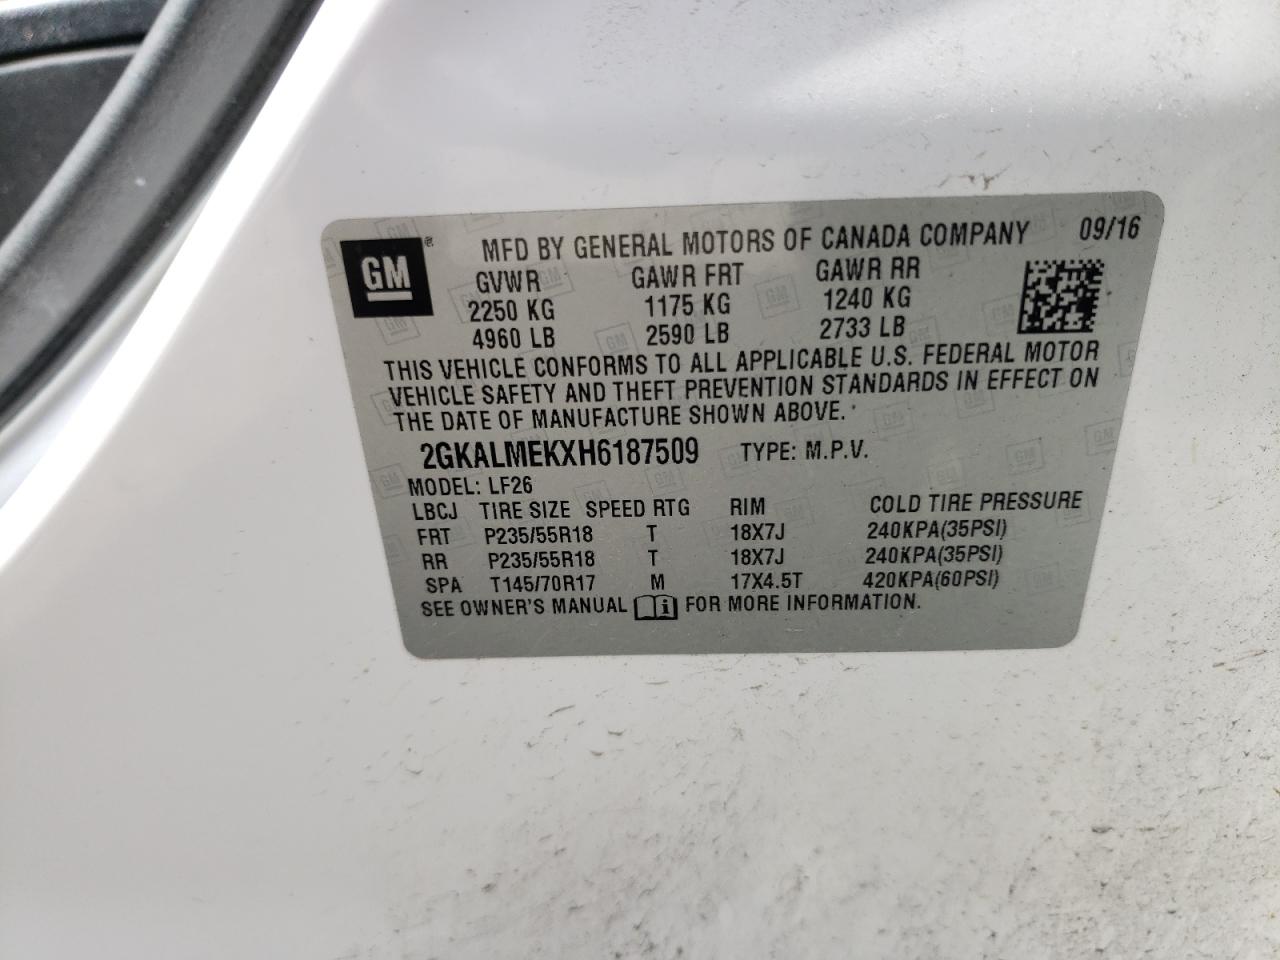 GM
MFD BY GENERAL MOTORS OF CANADA COMPANY 09/16
GVWR GAWR FRT GAWR RR
2250 KG 1175 KG 1240 KG
4960 LB 2590 LB 2733 LB
THIS VEHICLE CONFORMS TO ALL APPLICABLE U.S. FEDERAL MOTOR
VEHICLE SAFETY AND THEFT PREVENTION STANDARDS IN EFFECT ON
THE DATE OF MANUFACTURE SHOWN ABOVE.
2GKALMEKXH6187509 TYPE: M.P.V.
MODEL: LF26
LBCJ TIRE SIZE SPEED RTG RIM COLD TIRE PRESSURE
FRT P235/55R18 T 18X7J 240KPA(35PSI)
RR P235/55R18 T 18X7J 240KPA(35PSI)
SPA T145/70R17 M 17X4.5T 420KPA(60PSI)
SEE OWNER'S MANUAL FOR MORE INFORMATION.